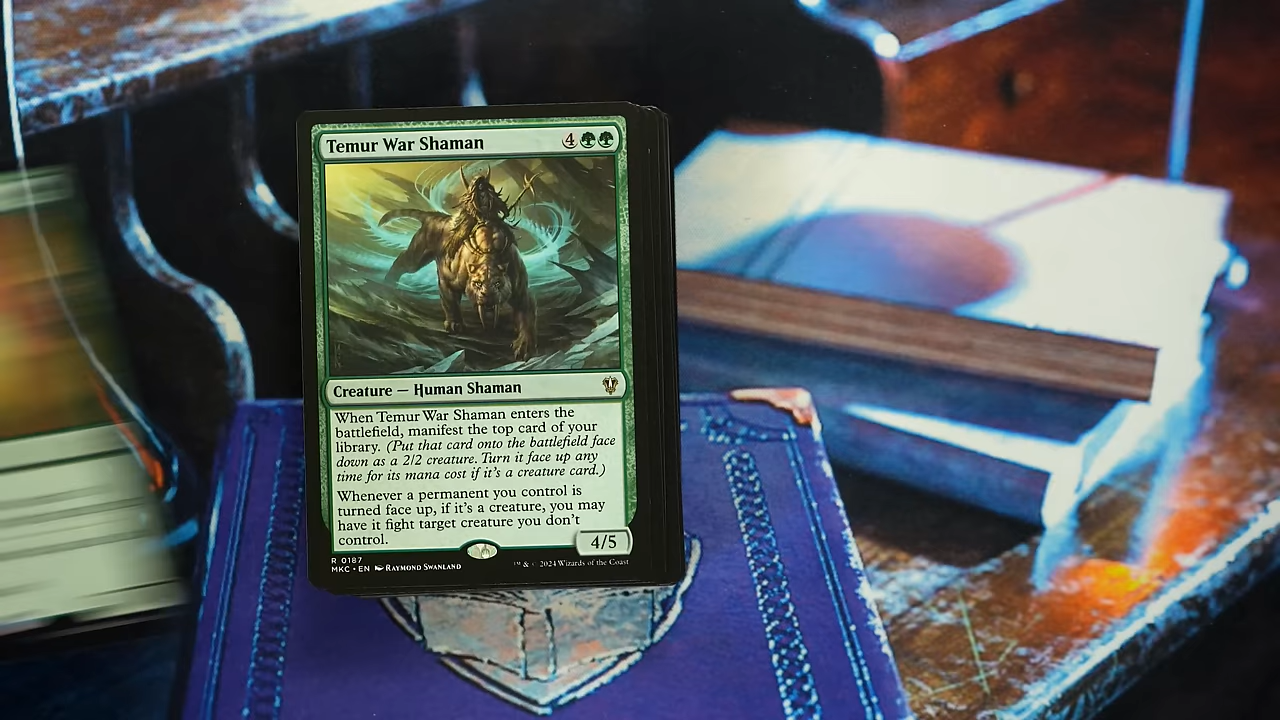 Temur War Shaman 4
Creature — Human Shaman
When Temur War Shaman enters the
battlefield, manifest the top card of your
library. (Put that card onto the battlefield face
down as a 2/2 creature. Turn it face up any
time for its mana cost if it's a creature card.)
Whenever a permanent you control is
turned face up, if it's a creature, you may
have it fight target creature you don't
control.
4/5
R 0187
MKC • EN Raymond Swanland
™ & © 2024 Wizards of the Coast